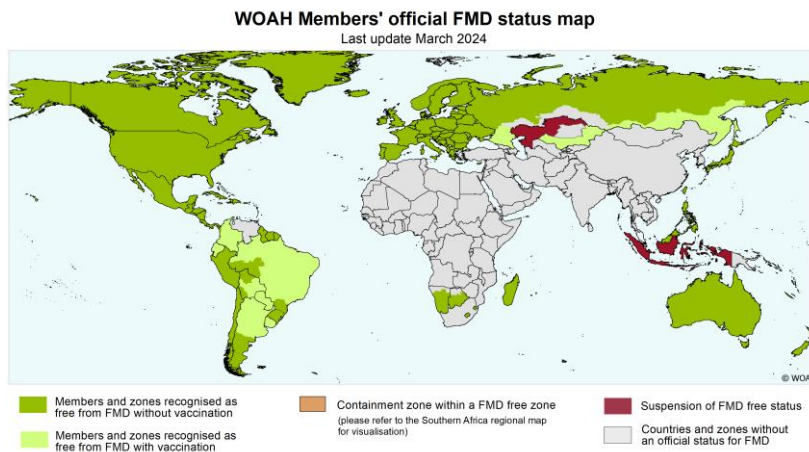 WOAH Members' official FMD status map
Last update March 2024
© WOAH
Members and zones recognised as
free from FMD without vaccination
Members and zones recognised as
free from FMD with vaccination
Containment zone within a FMD free zone
(please refer to the Southern Africa regional map
for visualisation)
Suspension of FMD free status
Countries and zones without
an official status for FMD